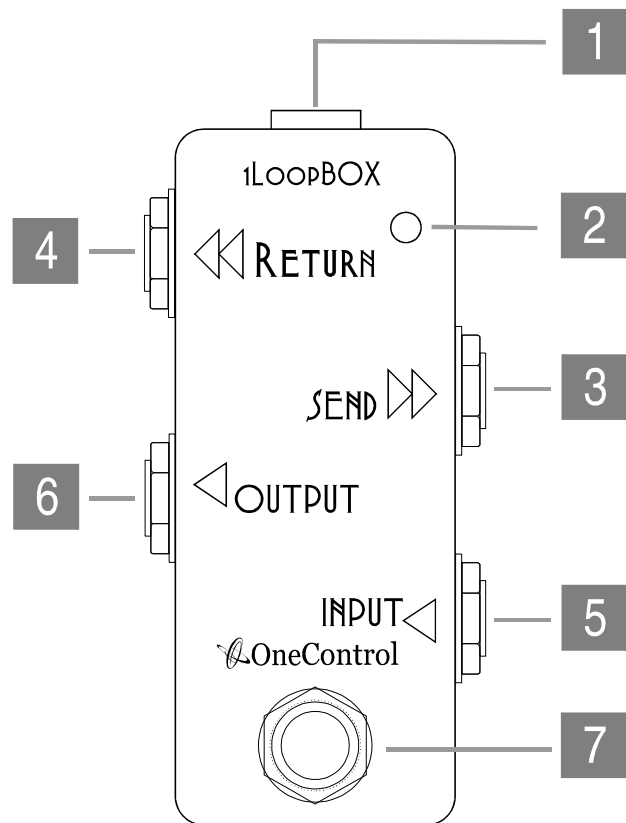 1
1LOOPBOX
2
4
RETURN
SEND
3
6
OUTPUT
INPUT
5
OneControl
7